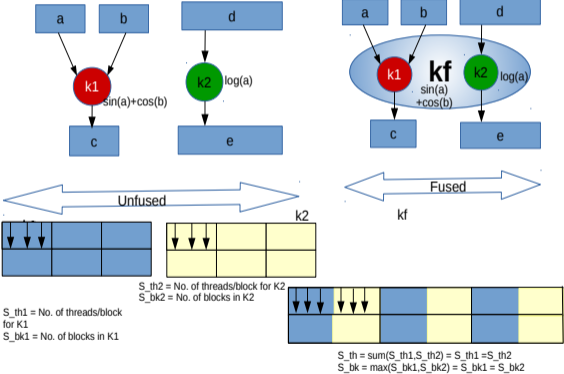 a
b
d
k1
sin(a)+cos(b)
k2
log(a)
c
e
a
b
d
k1
kf
k2
log(a)
sin(a)
+cos(b)
c
e
Unfused
Fused
k2
kf
S_th2 = No. of threads/block for K2
S_bk2 = No. of blocks in K2
S_th1 = No. of threads/block
for K1
S_bk1 = No. of blocks in K1
S_th = sum(S_th1,S_th2) = S_th1 =S_th2
S_bk = max(S_bk1,S_bk2) = S_bk1 = S_bk2